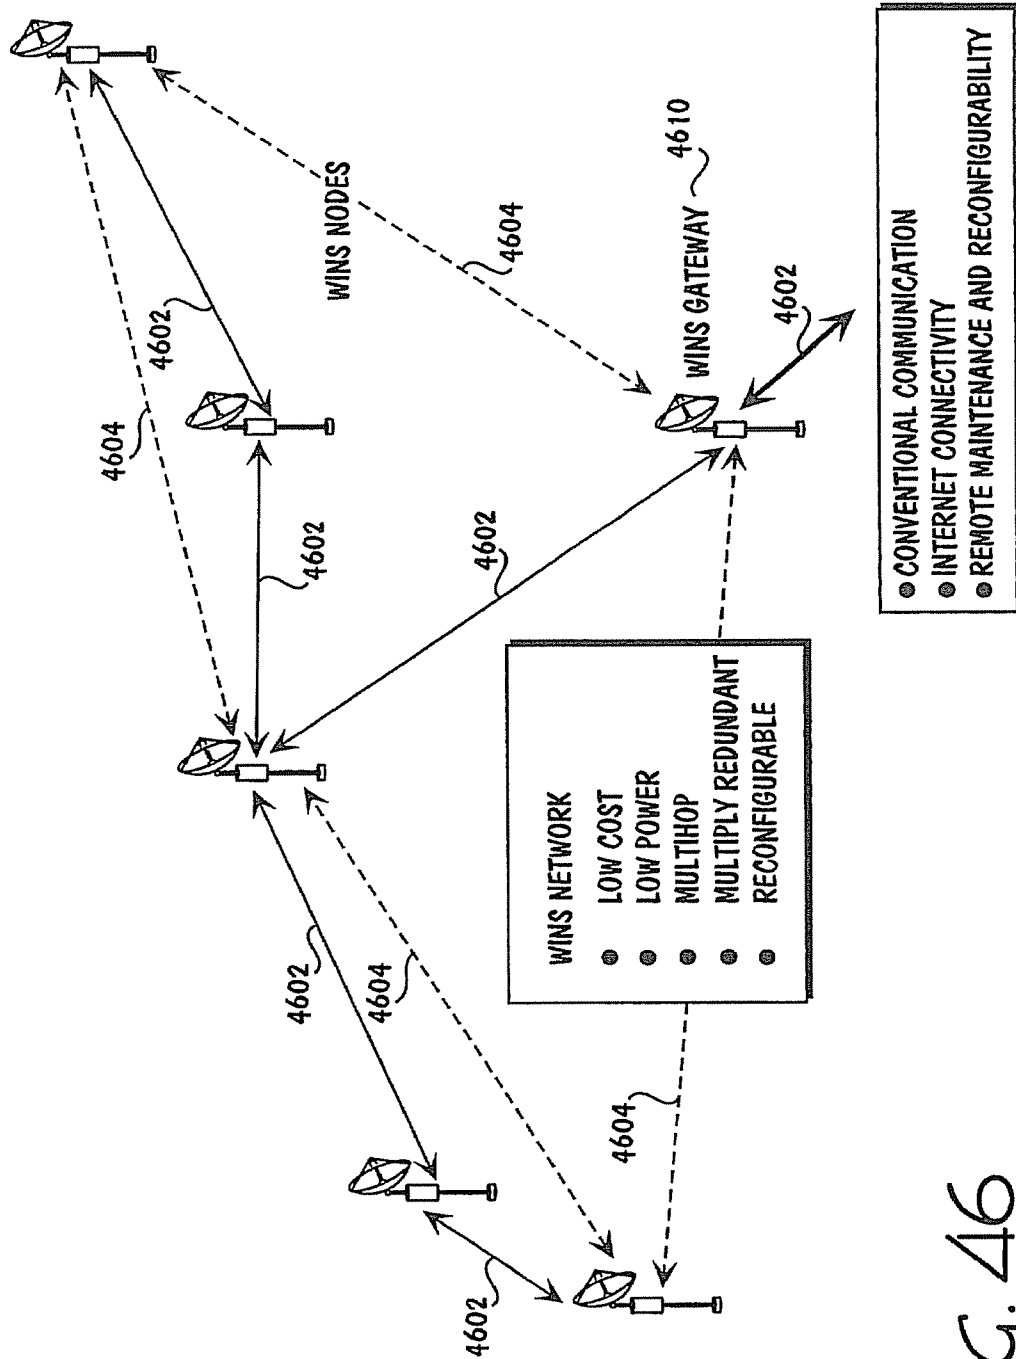 4604
4602
4602
4602
WINS NODES
4604
4602
4602
4604
4604
WINS NETWORK
● LOW COST
● LOW POWER
● MULTIHOP
● MULTIPLY REDUNDANT
● RECONFIGURABLE
WINS GATEWAY 4610
4602
● CONVENTIONAL COMMUNICATION
● INTERNET CONNECTIVITY
● REMOTE MAINTENANCE AND RECONFIGURABILITY
G. 46